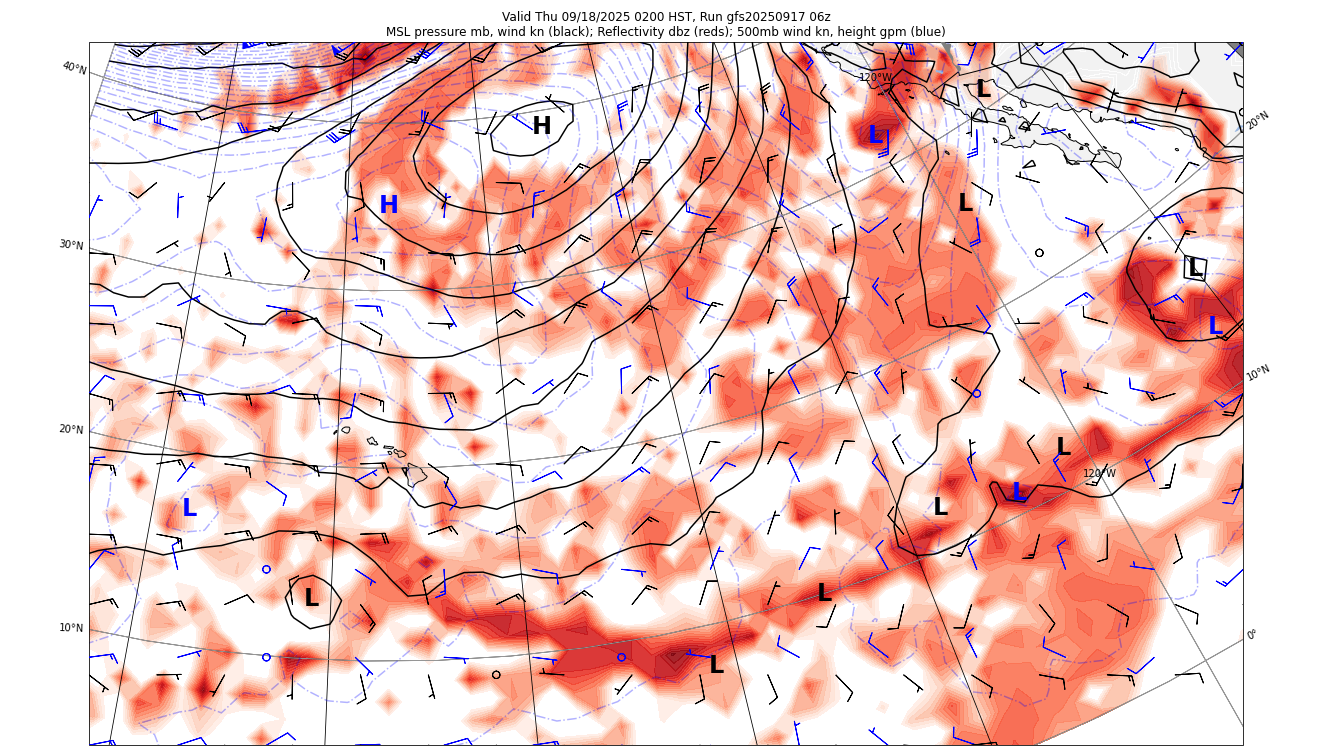 Valid Thu 09/18/2025 0200 HST, Run gfs20250917 06z
MSL pressure mb, wind kn (black); Reflectivity dbz (reds); 500mb wind kn, height gpm (blue)
40°N
120°W
L
20°N
H
L
H
L
30°N
L
L
10°N
20°N
L
120°W
L
L
L
L
L
10°N
0°
L